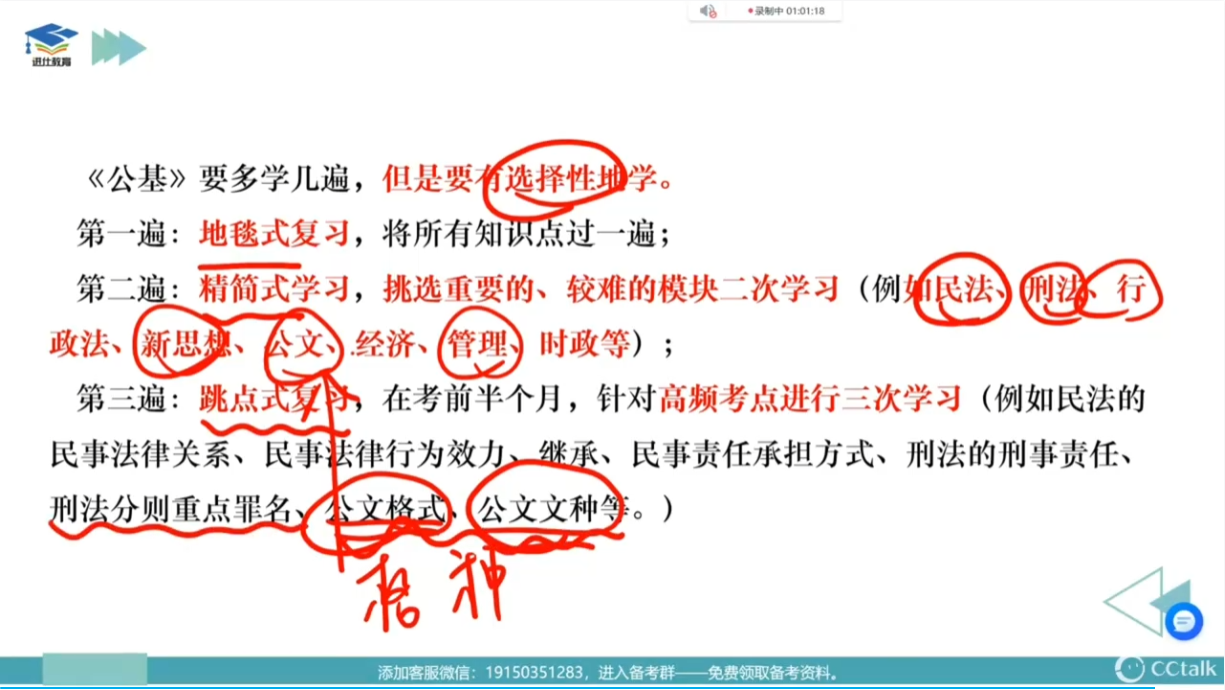 录制中 01:01:18
进仕教育
《公基》要多学几遍，但是要有选择性地学。
第一遍：地毯式复习，将所有知识点过一遍；
第二遍：精简式学习，挑选重要的、较难的模块二次学习（例如民法、刑法、行
政法、新思想、公文、经济、管理、时政等）；
第三遍：跳点式复习，在考前半个月，针对高频考点进行三次学习（例如民法的
民事法律关系、民事法律行为效力、继承、民事责任承担方式、刑法的刑事责任、
刑法分则重点罪名、公文格式、公文文种等。）
格 种
添加客服微信：19150351283，进入备考群——免费领取备考资料。
CCtalk